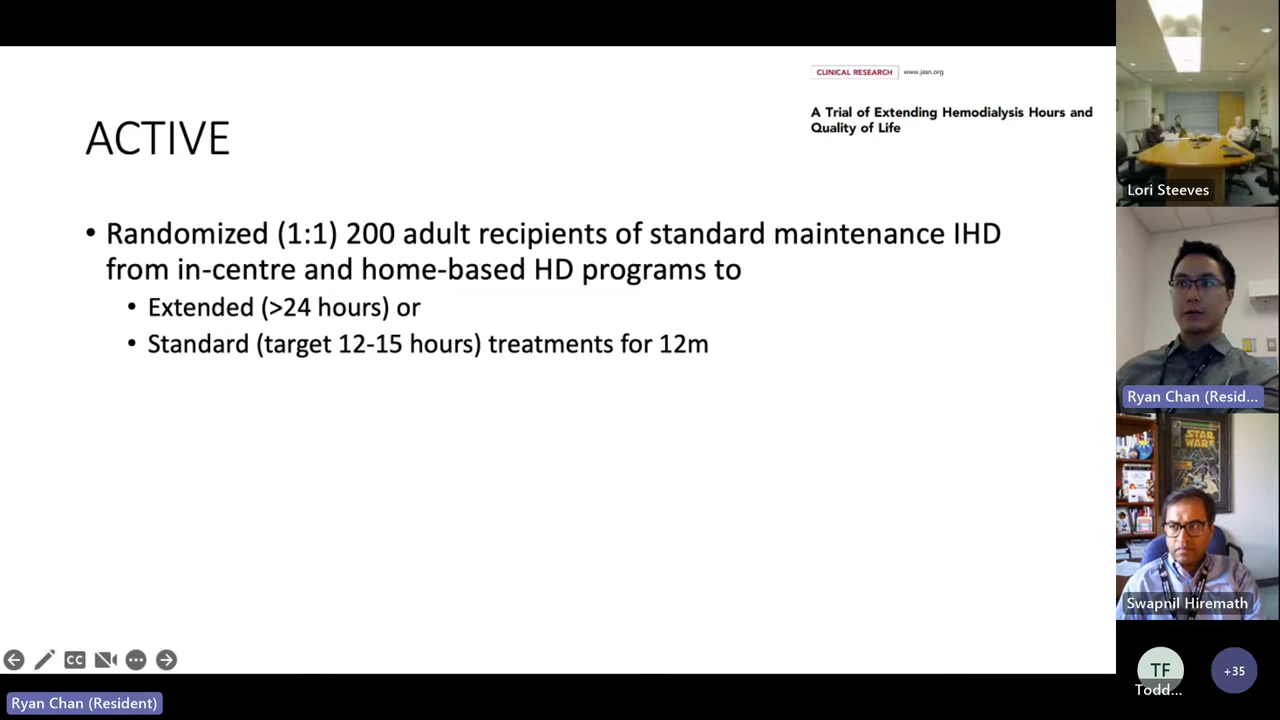 CLINICAL RESEARCH www.jasn.org
A Trial of Extending Hemodialysis Hours and
Quality of Life
ACTIVE
• Randomized (1:1) 200 adult recipients of standard maintenance IHD
from in-centre and home-based HD programs to
• Extended (>24 hours) or
• Standard (target 12-15 hours) treatments for 12m
CC
Ryan Chan (Resident)
Lori Steeves
Ryan Chan (Resid...
STAR
WARS
Swapnil Hiremath
TF
Todd...
+35